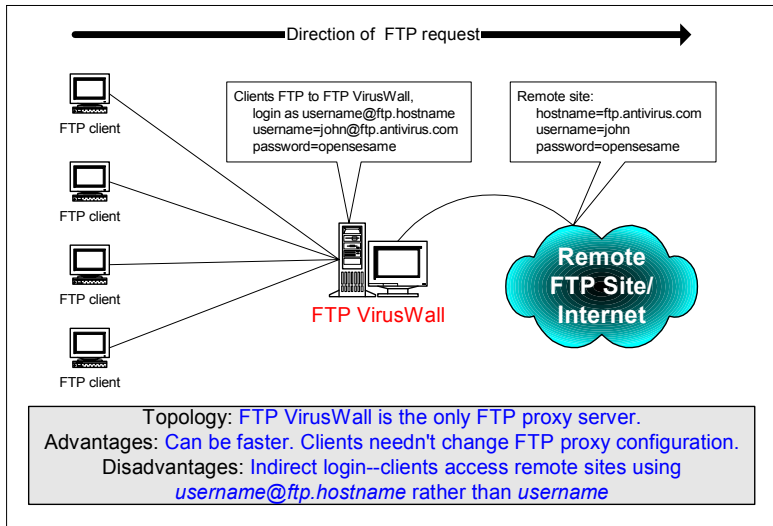 Direction of FTP request
FTP client
FTP client
FTP client
FTP client
Clients FTP to FTP VirusWall,
login as username@ftp.hostname
username=john@ftp.antivirus.com
password=opensesame
Remote site:
hostname=ftp.antivirus.com
username=john
password=opensesame
FTP VirusWall
Remote
FTP Site/
Internet
Topology: FTP VirusWall is the only FTP proxy server.
Advantages: Can be faster. Clients needn't change FTP proxy configuration.
Disadvantages: Indirect login--clients access remote sites using
username@ftp.hostname rather than username